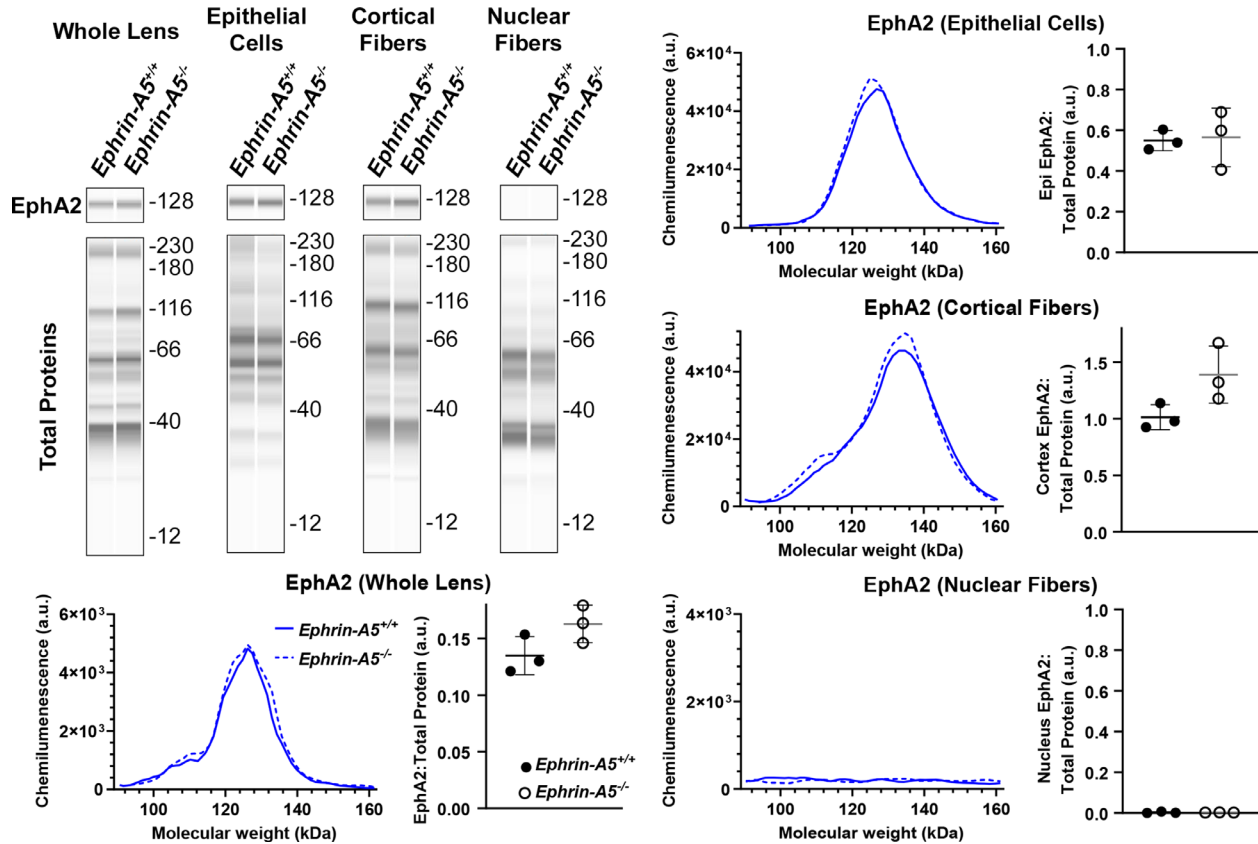 Whole Lens
Epithelial
Cells
Cortical
Fibers
Nuclear
Fibers
Ephrin-A5+/+
Ephrin-A5-/-
Ephrin-A5+/+
Ephrin-A5-/-
Ephrin-A5+/+
Ephrin-A5-/-
Ephrin-A5+/+
Ephrin-A5-/-
EphA2
-128
-128
-128
-128
Total Proteins
-230
-180
-116
-66
-40
-12
-230
-180
-116
-66
-40
-12
-230
-180
-116
-66
-40
-12
-230
-180
-116
-66
-40
-12
EphA2 (Whole Lens)
Chemilumenescence (a.u.)
6×10³
4×10³
2×10³
0
100 120 140 160
Molecular weight (kDa)
Ephrin-A5+/+
Ephrin-A5-/-
EphA2:Total Protein (a.u.)
0.15
0.10
0.05
0.00
Ephrin-A5+/+
Ephrin-A5-/-
EphA2 (Epithelial Cells)
Chemilumenescence (a.u.)
6×10⁴
4×10⁴
2×10⁴
0
100 120 140 160
Molecular weight (kDa)
Epi EphA2:
Total Protein (a.u.)
1.0
0.8
0.6
0.4
0.2
0.0
EphA2 (Cortical Fibers)
Chemilumenescence (a.u.)
4×10⁴
2×10⁴
0
100 120 140 160
Molecular weight (kDa)
Cortex EphA2:
Total Protein (a.u.)
1.5
1.0
0.5
0.0
EphA2 (Nuclear Fibers)
Chemilumenescence (a.u.)
6×10³
4×10³
2×10³
0
100 120 140 160
Molecular weight (kDa)
Nucleus EphA2:
Total Protein (a.u.)
1.0
0.8
0.6
0.4
0.2
0.0